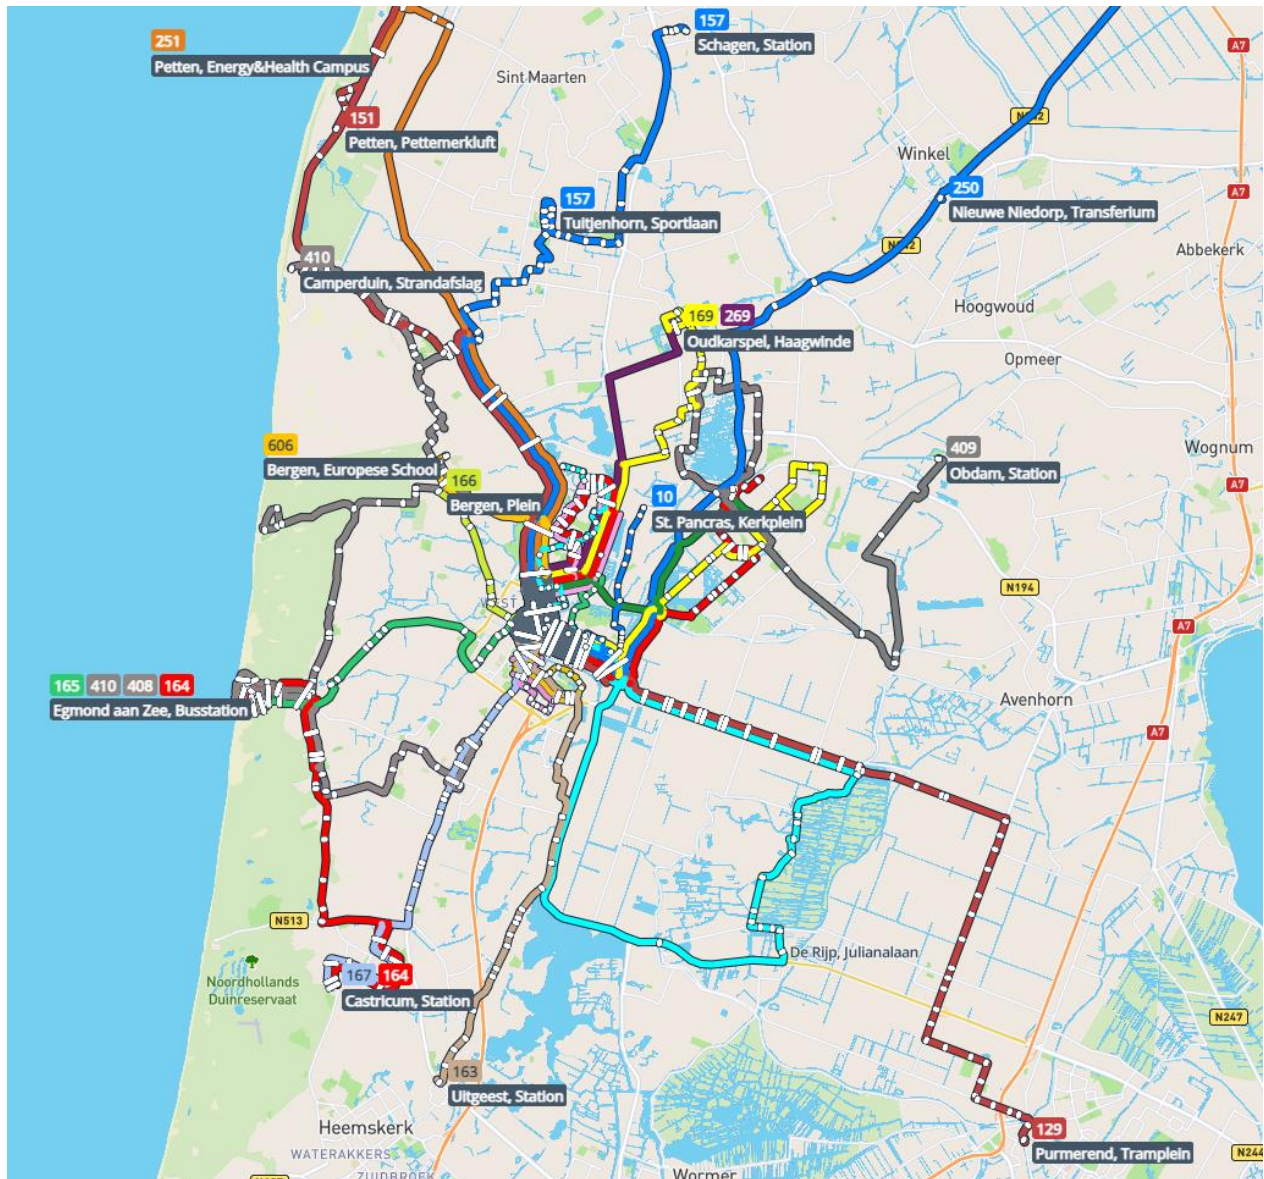 157
Schagen, Station
251
Petten, Energy&Health Campus
A7
Sint Maarten
151
Petten, Pettemerkluft
Winkel
A7
157
Tuitjenhorn, Sportlaan
250
Nieuwe Niedorp, Transferium
Abbekerk
410
Camperduin, Strandafslag
Hoogwoud
169 269
Oudkarspel, Haagwinde
Opmeer
606
Bergen, Europese School
409
Obdam, Station
Wognum
166
Bergen, Plein
A7
10
St. Pancras, Kerkplein
N194
WEST
A7
165 410 408 164
Egmond aan Zee, Busstation
Avenhorn
A7
N513
De Rijp, Julianalaan
Noordhollands
Duinreservaat
167 164
Castricum, Station
N247
163
Uitgeest, Station
Heemskerk
129
Purmerend, Tramplein
WATERAKKERS
N244
ZUIDBROEK
Wormer